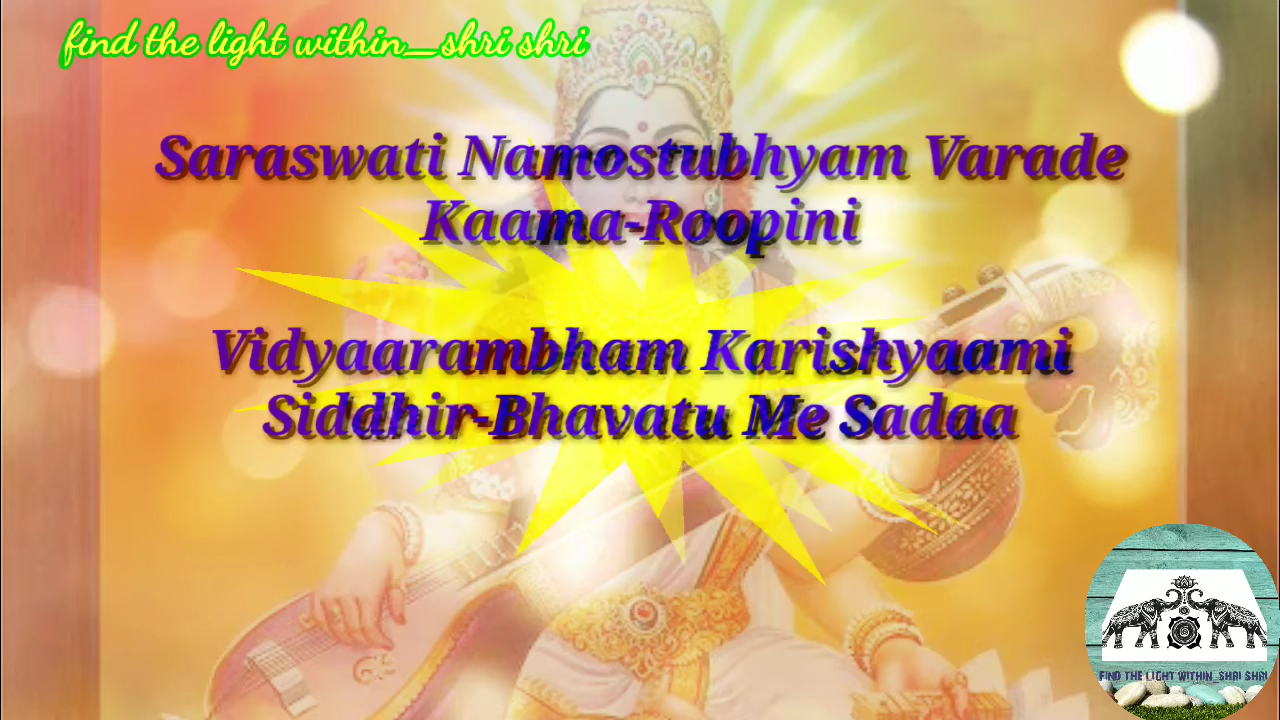 find the light within_shri shri
Saraswati Namostubhyam Varade
Kaama-Roopini
Vidyaarambham Karishyaami
Siddhir-Bhavatu Me Sadaa
FIND THE LIGHT WITHIN_SHRI SHRI